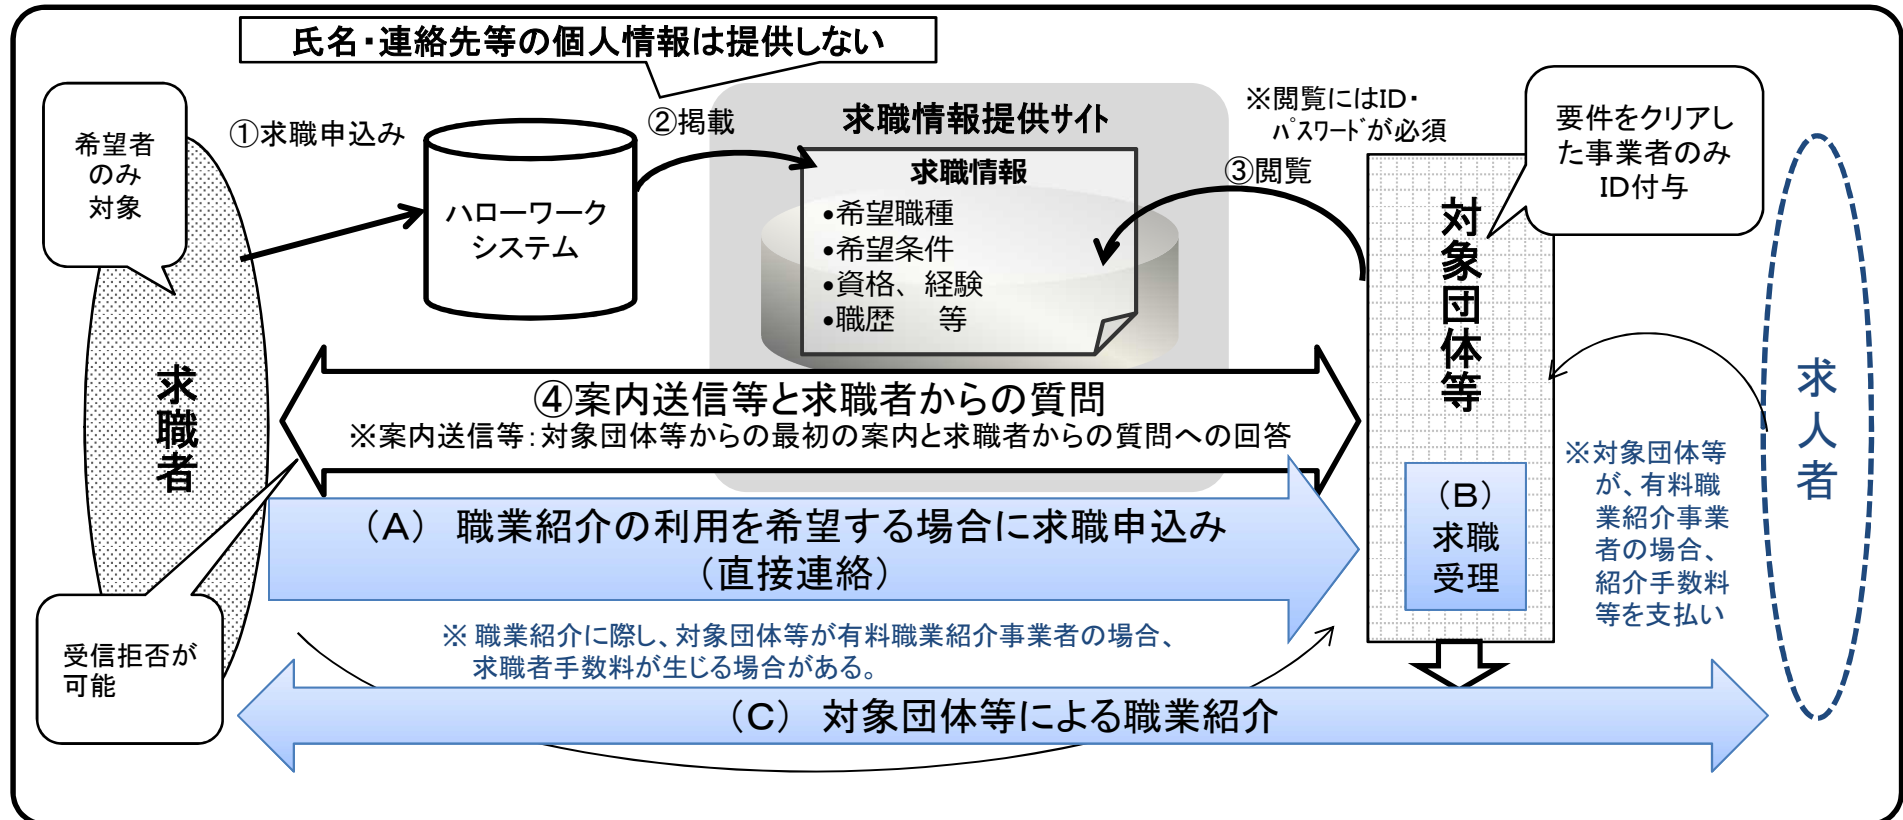 氏名・連絡先等の個人情報は提供しない
希望者
のみ
対象
①求職申込み
ハローワーク
システム
②掲載
求職情報提供サイト
求職情報
•希望職種
•希望条件
•資格、経験
•職歴　等
※閲覧にはID・
ﾊﾟｽﾜｰﾄﾞが必須
③閲覧
要件をクリアし
た事業者のみ
ID付与
対象団体等
求職者
求人者
④案内送信等と求職者からの質問
※案内送信等：対象団体等からの最初の案内と求職者からの質問への回答
（A） 職業紹介の利用を希望する場合に求職申込み
（直接連絡）
（B）
求職
受理
※対象団体等
が、有料職
業紹介事業
者の場合、
紹介手数料
等を支払い
受信拒否が
可能
※ 職業紹介に際し、対象団体等が有料職業紹介事業者の場合、
求職者手数料が生じる場合がある。
（C） 対象団体等による職業紹介